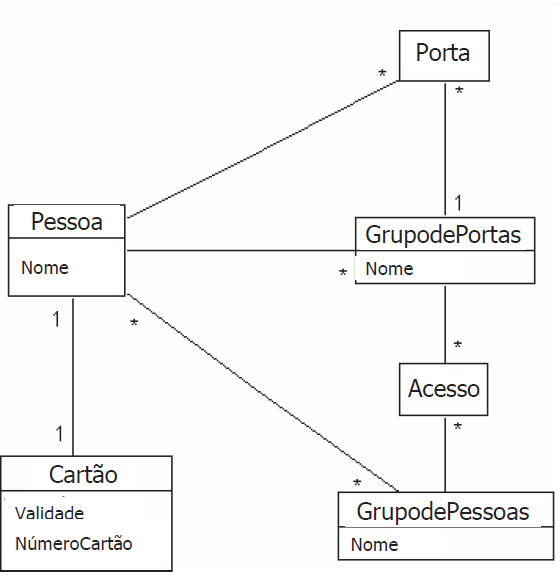 Porta
*
*
1
Pessoa
Nome
GrupodePortas
Nome
*
1
*
*
Acesso
*
1
*
Cartão
Validade
NúmeroCartão
GrupodePessoas
Nome